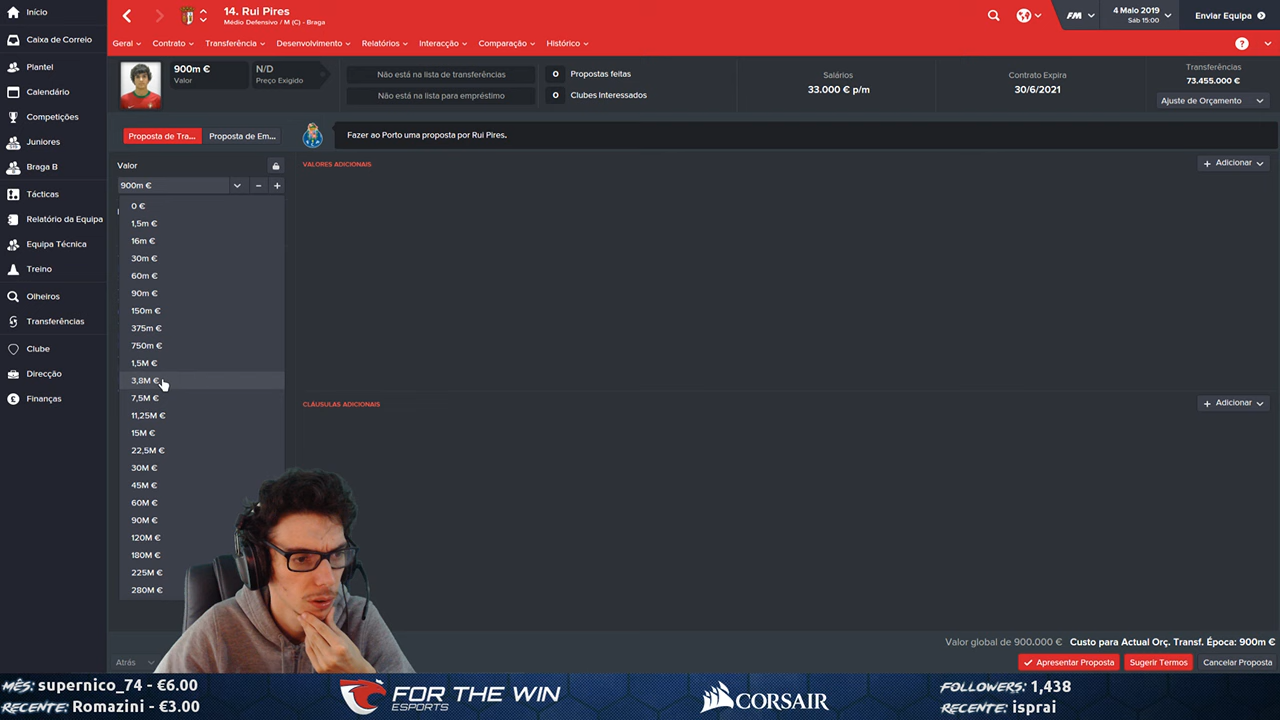 Início
Caixa de Correio
Plantel
Calendário
Competições
Juniores
Braga B
Tácticas
Relatório da Equipa
Equipa Técnica
Treino
Olheiros
Transferências
Clube
Direcção
Finanças
14. Rui Pires
Médio Defensivo / M (C) - Braga
FM
4 Maio 2019
Sáb 15:00
Enviar Equipa
Geral
Contrato
Transferência
Desenvolvimento
Relatórios
Interacção
Comparação
Histórico
?
900m €
Valor
N/D
Preço Exigido
Não está na lista de transferências
Não está na lista para empréstimo
0 Propostas feitas
0 Clubes Interessados
Salários
33.000 € p/m
Contrato Expira
30/6/2021
Transferências
73.455.000 €
Ajuste de Orçamento
Proposta de Tra...
Proposta de Em...
Fazer ao Porto uma proposta por Rui Pires.
Valor
900m €
0 €
1,5m €
16m €
30m €
60m €
90m €
150m €
375m €
750m €
1,5M €
3,8M €
7,5M €
11,25M €
15M €
22,5M €
30M €
45M €
60M €
90M €
120M €
180M €
225M €
280M €
VALORES ADICIONAIS
+ Adicionar
CLÁUSULAS ADICIONAIS
+ Adicionar
Valor global de 900.000 € Custo para Actual Orç. Transf. Época: 900m €
Atrás
Apresentar Proposta
Sugerir Termos
Cancelar Proposta
MÊS: supernico_74 - €6.00
RECENTE: Romazini - €3.00
FOR THE WIN
ESPORTS
CORSAIR
FOLLOWERS: 1,438
RECENTE: isprai